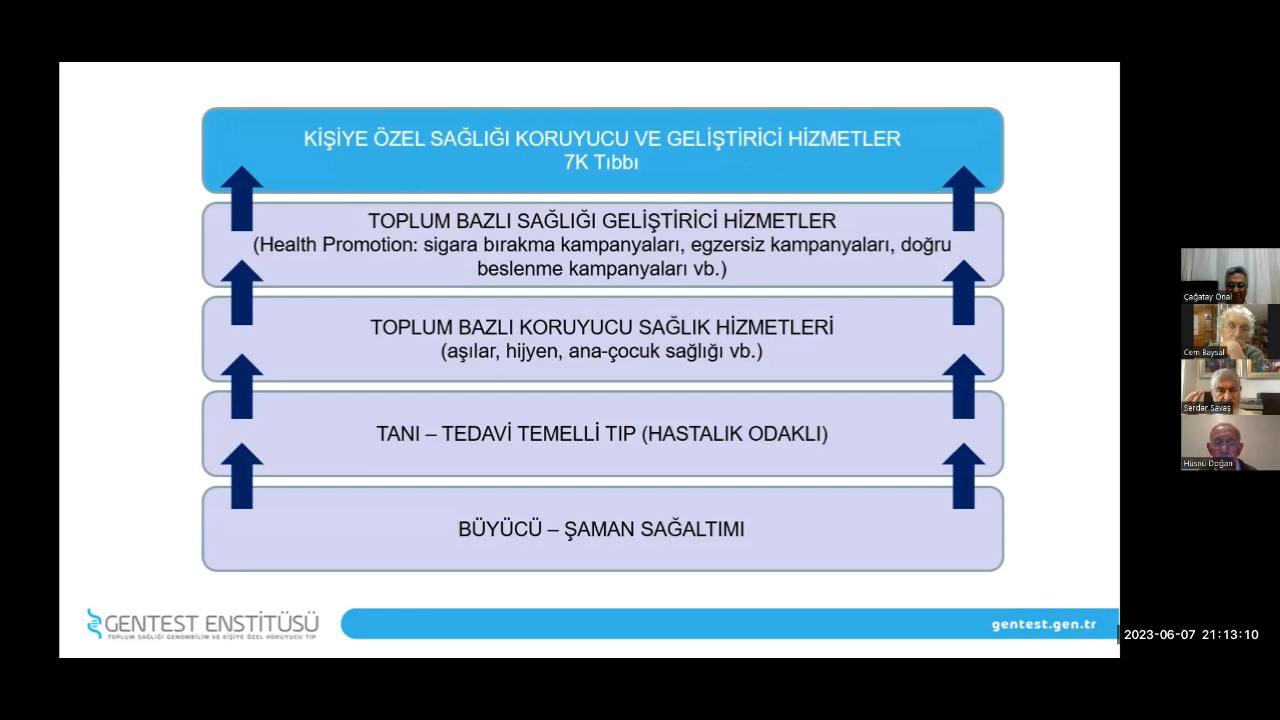 KİŞİYE ÖZEL SAĞLIĞI KORUYUCU VE GELİŞTİRİCİ HİZMETLER
7K Tıbbı
TOPLUM BAZLI SAĞLIĞI GELİŞTİRİCİ HİZMETLER
(Health Promotion: sigara bırakma kampanyaları, egzersiz kampanyaları, doğru
beslenme kampanyaları vb.)
TOPLUM BAZLI KORUYUCU SAĞLIK HİZMETLERİ
(aşılar, hijyen, ana-çocuk sağlığı vb.)
TANI – TEDAVİ TEMELLİ TIP (HASTALIK ODAKLI)
BÜYÜCÜ – ŞAMAN SAĞALTIMI
GENTEST ENSTİTÜSÜ
TOPLUM SAĞLIĞI GENOMBİLİM VE KİŞİYE ÖZEL KORUYUCU TIP
gentest.gen.tr
Çağatay Önal
Cem Baysal
Serdar Savaş
Hüsnü Doğan
2023-06-07 21:13:10